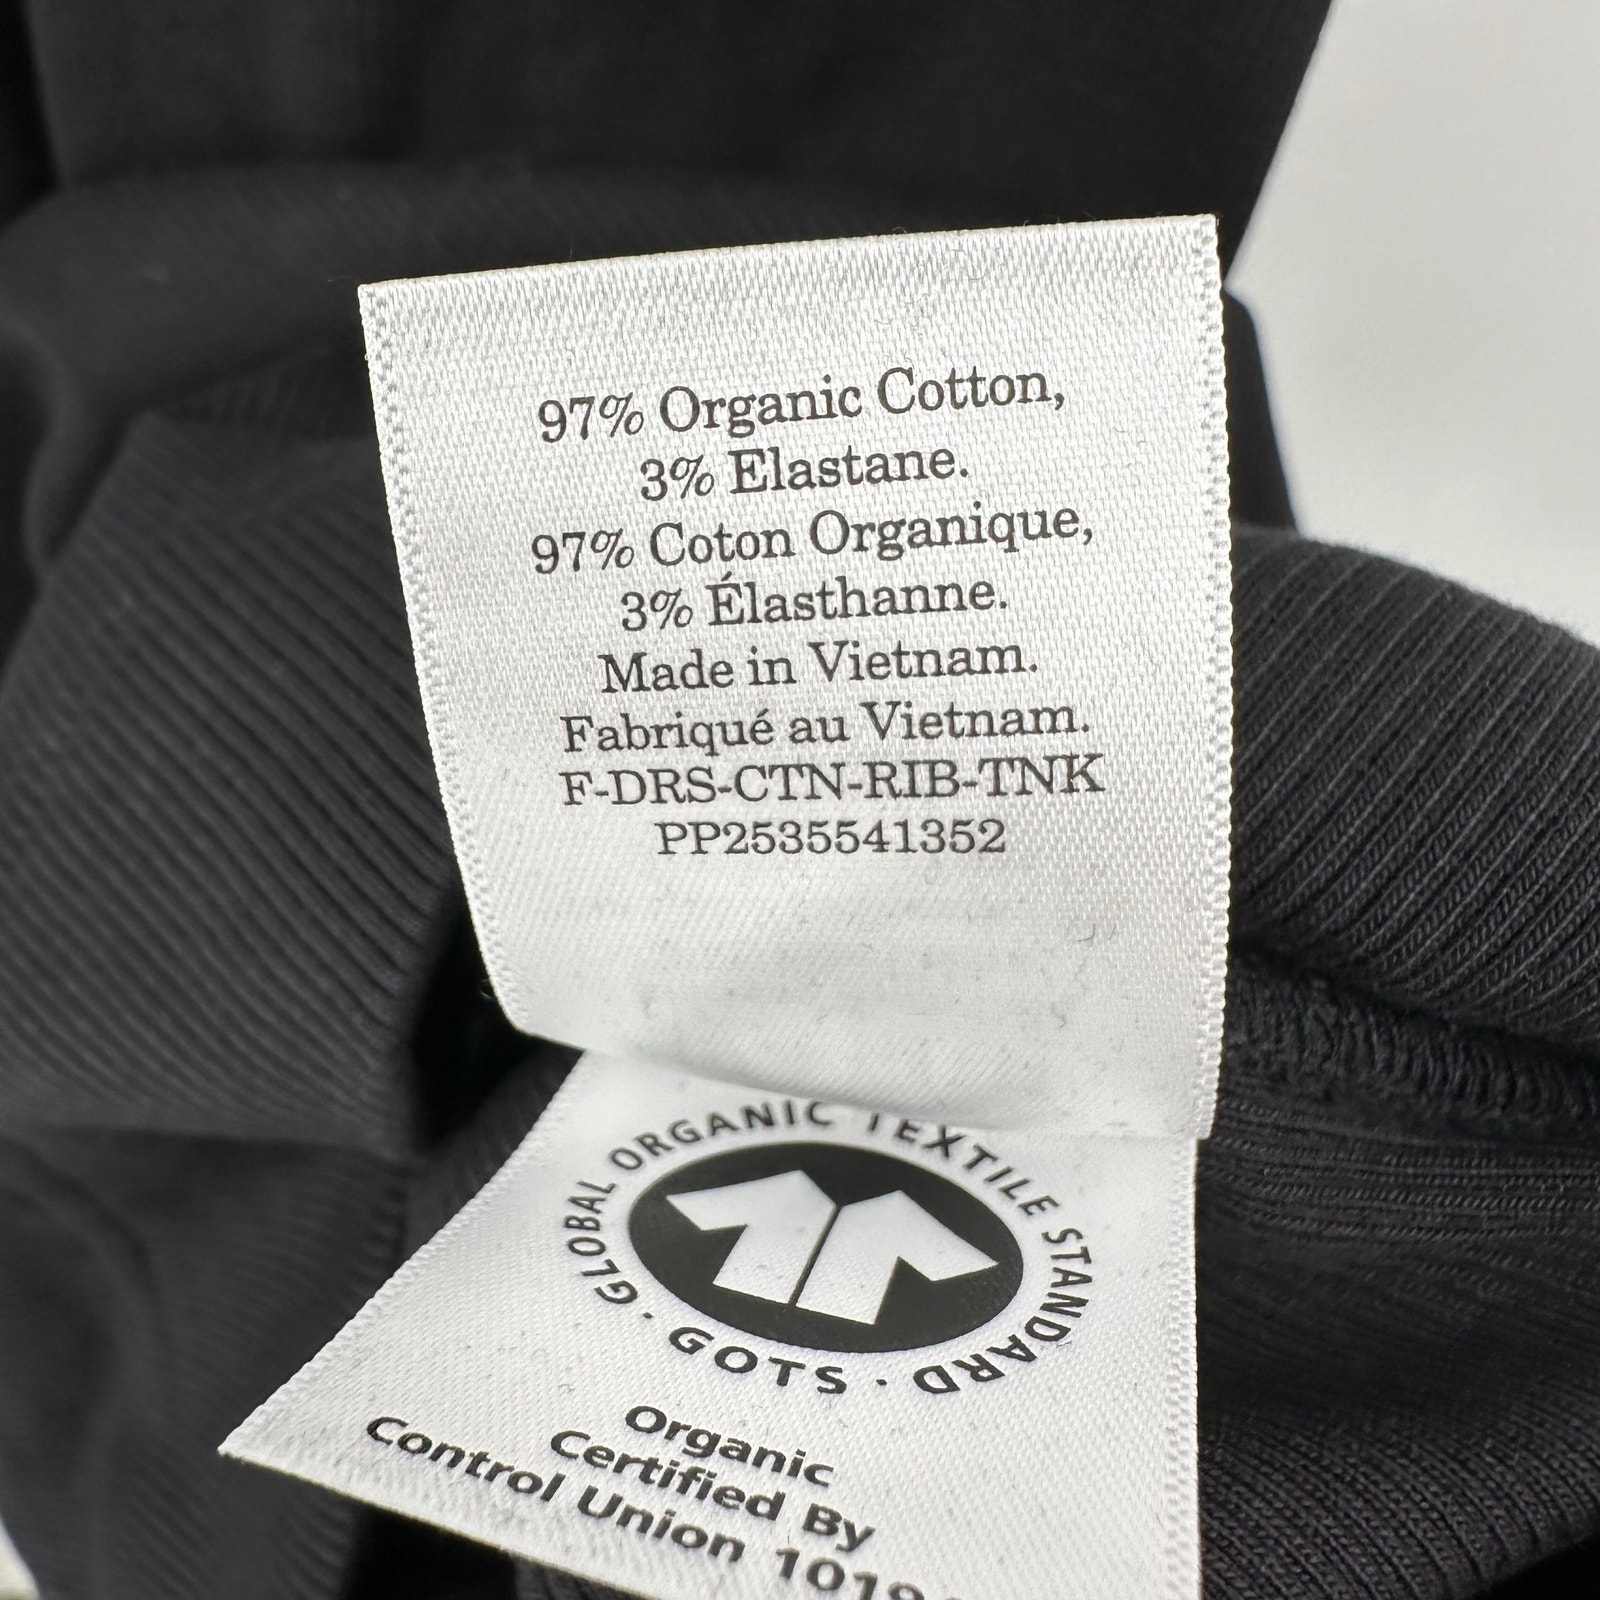 97% Organic Cotton,
3% Elastane.
97% Coton Organique,
3% Élasthanne.
Made in Vietnam.
Fabriqué au Vietnam.
F-DRS-CTN-RIB-TNK
PP2535541352
GLOBAL ORGANIC TEXTILE STANDARD · GOTS ·
Organic
Certified By
Control Union